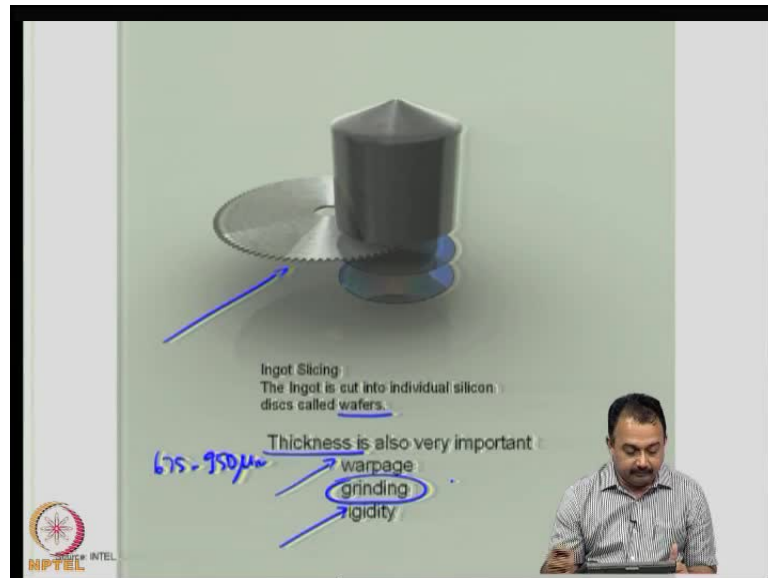 Ingot Slicing
The Ingot is cut into individual silicon
discs called wafers.
Thickness is also very important
675-950μm
warpage
grinding
rigidity
Source: INTEL
NPTEL